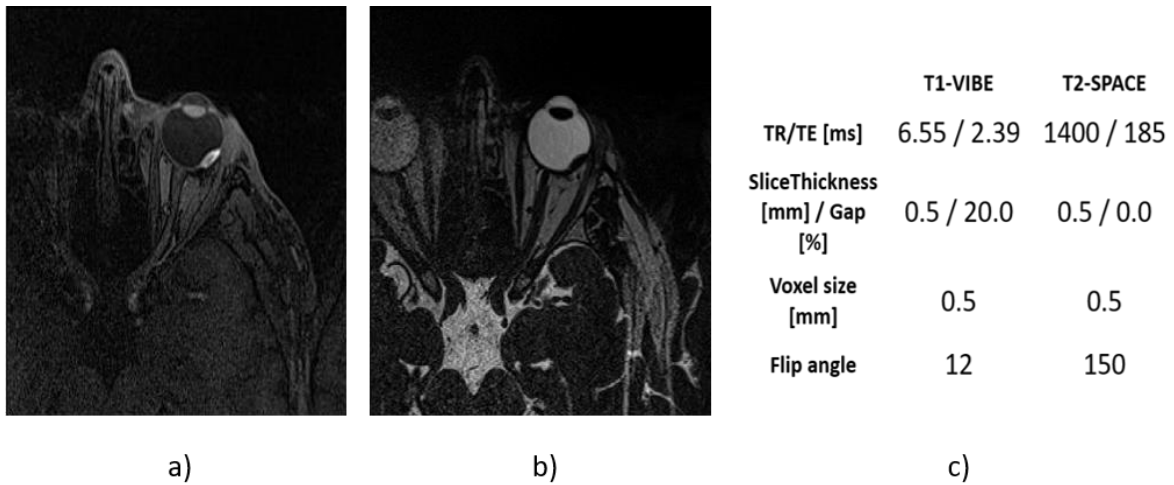 T1-VIBE T2-SPACE
TR/TE [ms] 6.55 / 2.39 1400 / 185
SliceThickness
[mm] / Gap 0.5 / 20.0 0.5 / 0.0
[%]
Voxel size
[mm] 0.5 0.5
Flip angle 12 150
a) b) c)